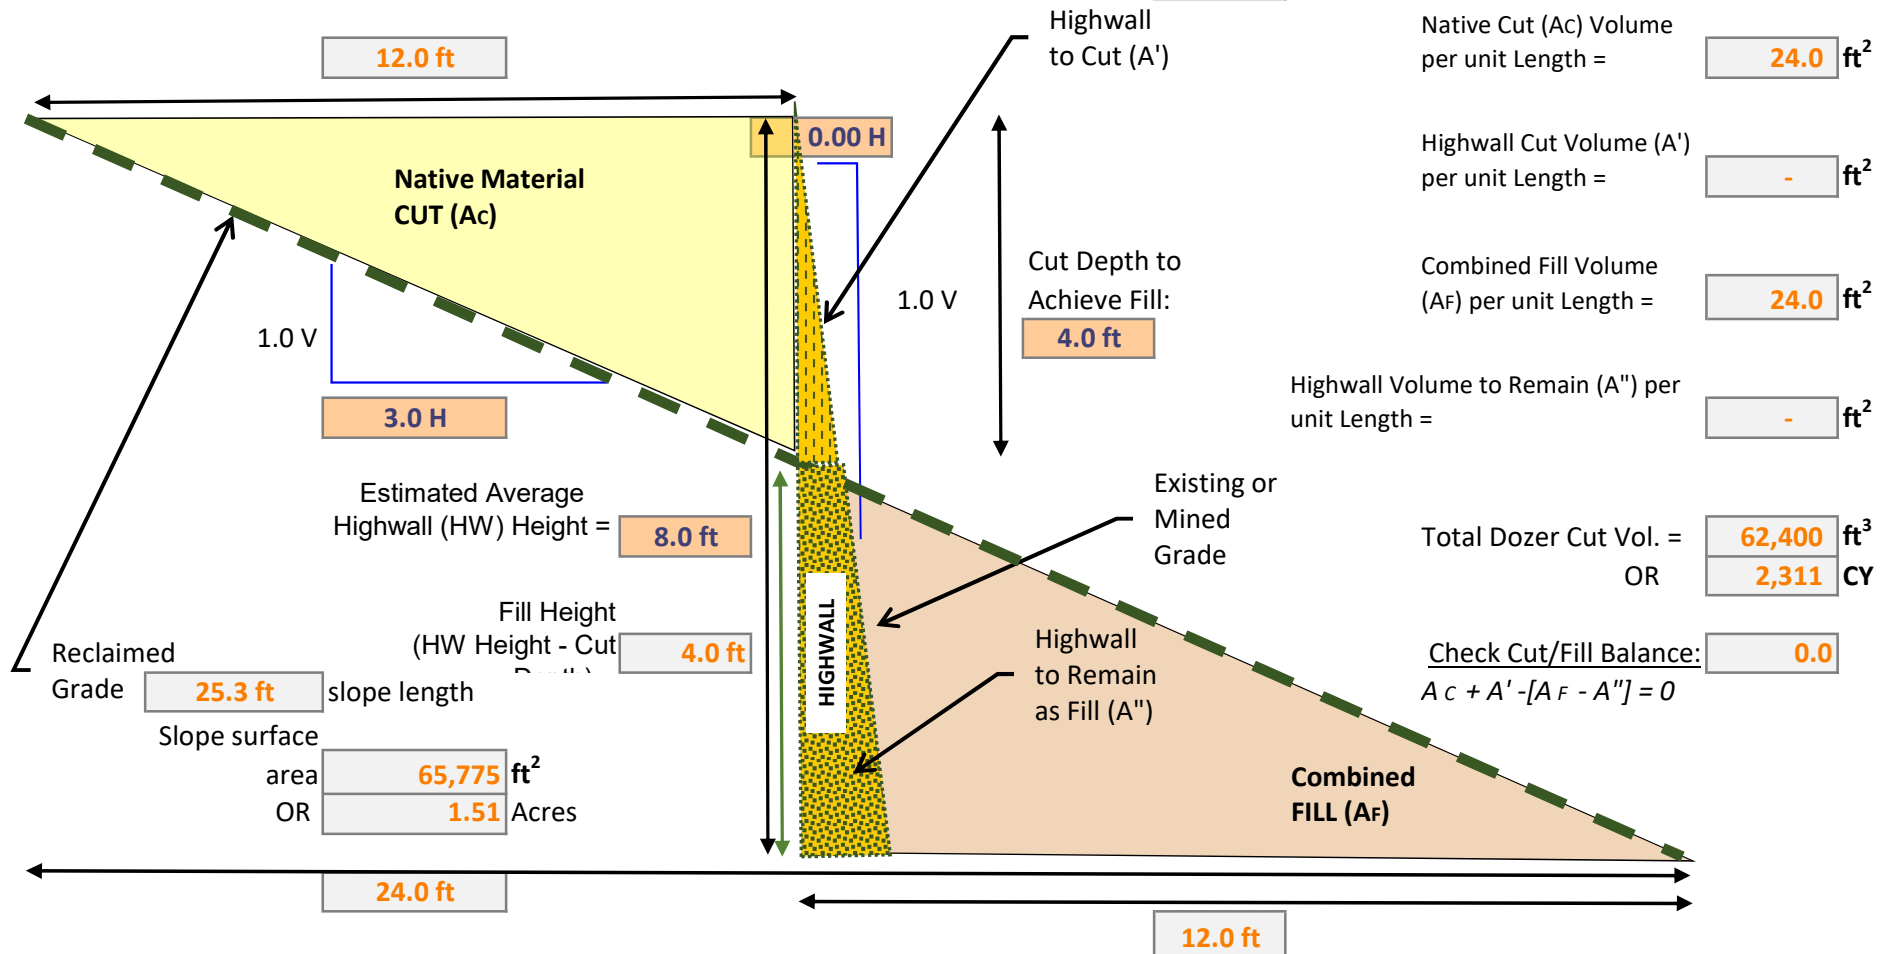 12.0 ft
Highwall
to Cut (A')
Native Cut (AC) Volume
per unit Length =
24.0 ft²
0.00 H
Native Material
CUT (AC)
Highwall Cut Volume (A')
per unit Length =
- ft²
1.0 V
Cut Depth to
Achieve Fill:
4.0 ft
1.0 V
Combined Fill Volume
(AF) per unit Length =
24.0 ft²
3.0 H
Highwall Volume to Remain (A") per
unit Length =
- ft²
Estimated Average
Highwall (HW) Height =
8.0 ft
Existing or
Mined
Grade
Total Dozer Cut Vol. =
62,400 ft³
OR
2,311 CY
HIGHWALL
Fill Height
(HW Height - Cut
4.0 ft
Highwall
to Remain
as Fill (A")
Check Cut/Fill Balance:
0.0
A C + A' -[A F - A"] = 0
Reclaimed
Grade
25.3 ft slope length
Slope surface
area
65,775 ft²
OR
1.51 Acres
Combined
FILL (AF)
24.0 ft
12.0 ft